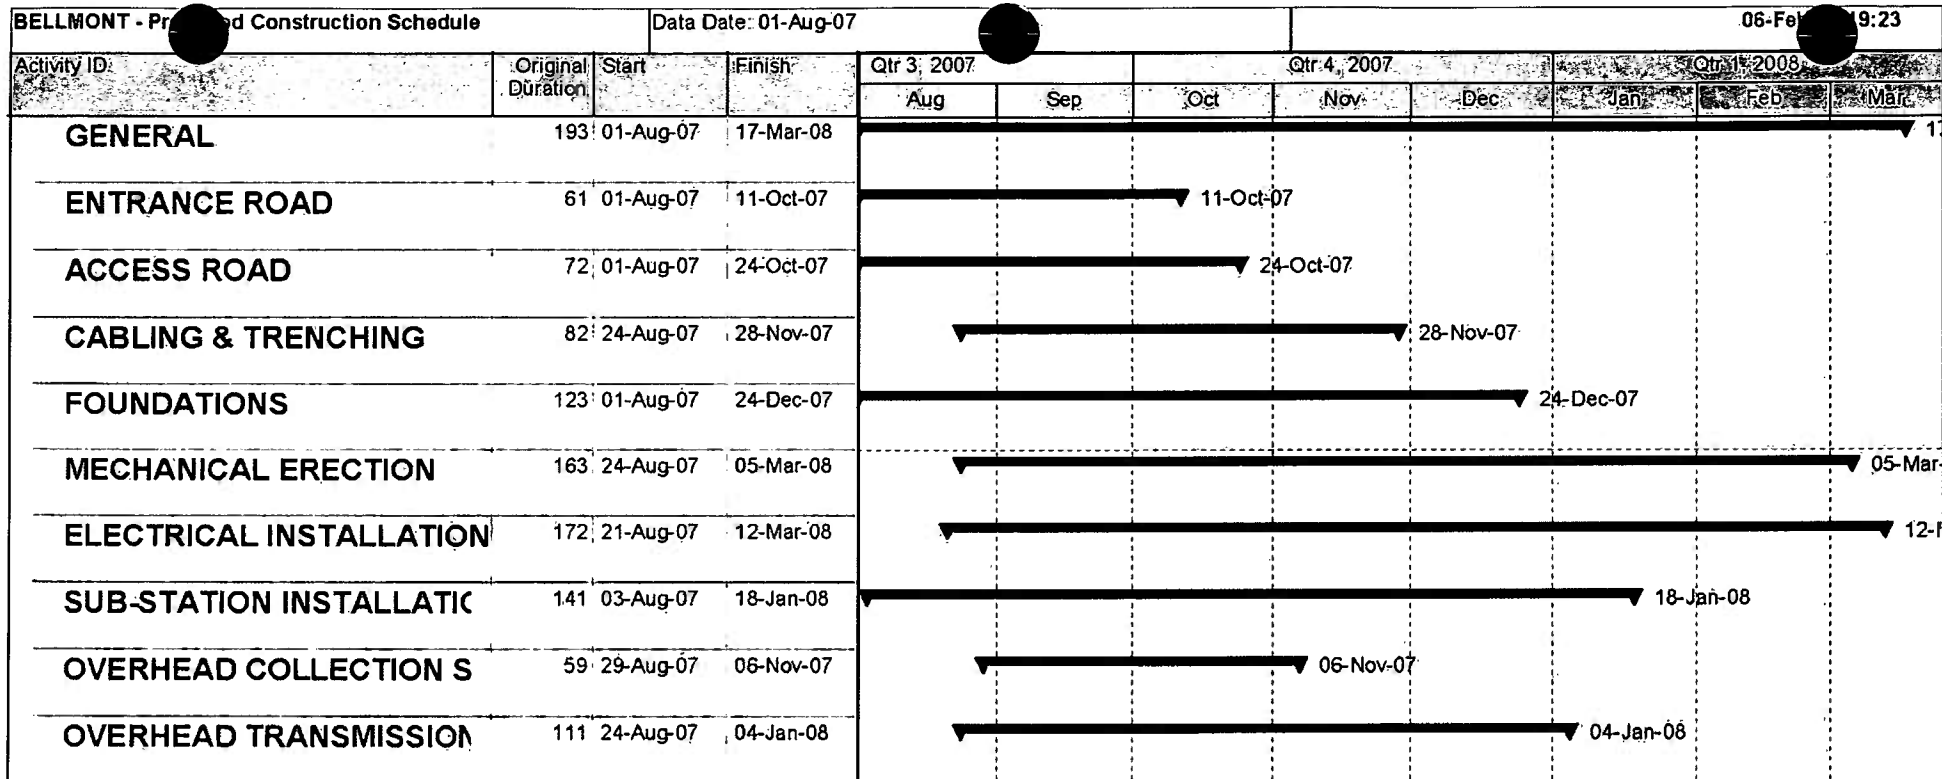 BELLMONT - Construction Schedule Data Date: 01-Aug-07 19:23
Activity ID Original Duration Start Finish Qtr 3, 2007 Qtr 4, 2007 Qtr 1, 2008
Aug Sep Oct Nov Dec Jan Feb Mar
GENERAL 193 01-Aug-07 17-Mar-08 17
ENTRANCE ROAD 61 01-Aug-07 11-Oct-07 11-Oct-07
ACCESS ROAD 72 01-Aug-07 24-Oct-07 24-Oct-07
CABLING & TRENCHING 82 24-Aug-07 28-Nov-07 28-Nov-07
FOUNDATIONS 123 01-Aug-07 24-Dec-07 24-Dec-07
MECHANICAL ERECTION 163 24-Aug-07 05-Mar-08 05-Mar-
ELECTRICAL INSTALLATION 172 21-Aug-07 12-Mar-08 12-
SUB-STATION INSTALLATI 141 03-Aug-07 18-Jan-08 18-Jan-08
OVERHEAD COLLECTION S 59 29-Aug-07 06-Nov-07 06-Nov-07
OVERHEAD TRANSMISSION 111 24-Aug-07 04-Jan-08 04-Jan-08